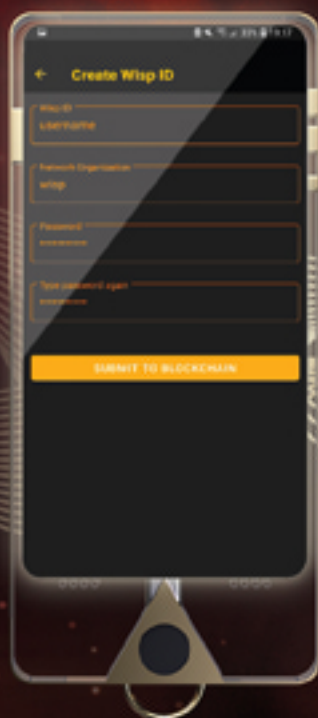 Create Wisp ID
Wisp-ID
username
Network Organization
wisp
Password
********
Type password again
********
SUBMIT TO BLOCKCHAIN